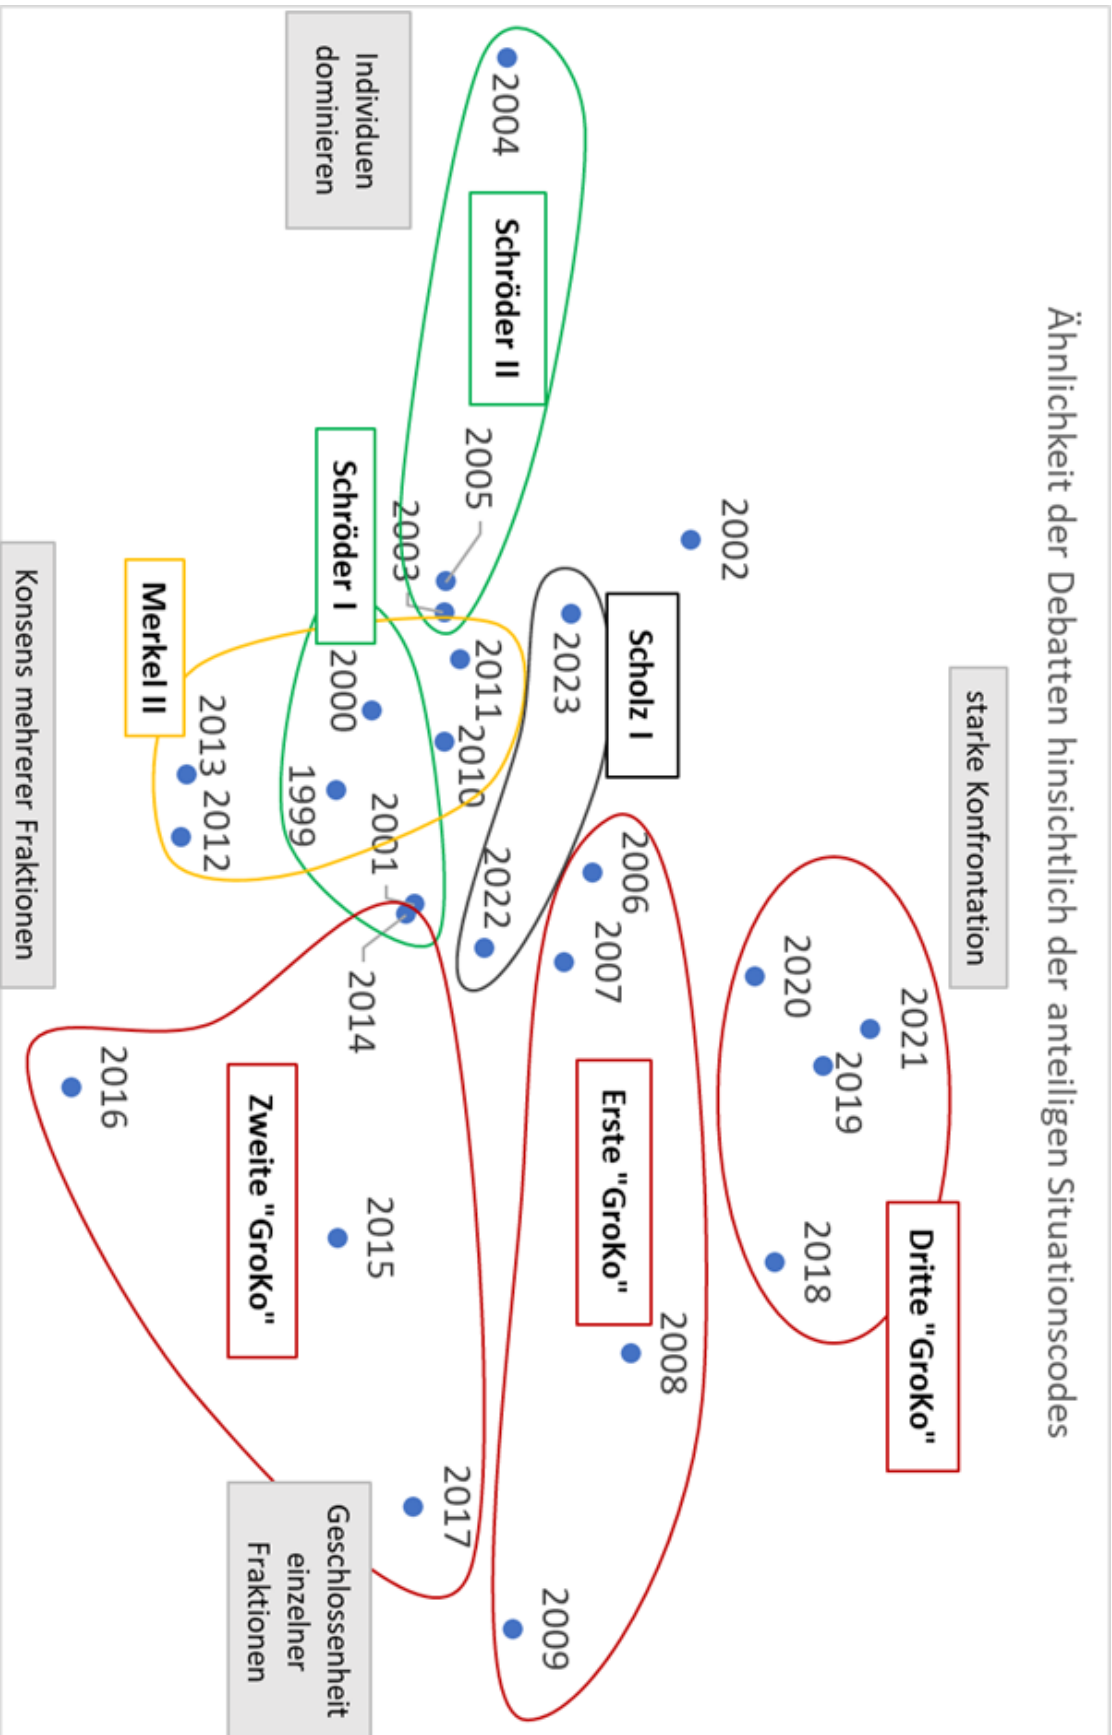 Ähnlichkeit der Debatten hinsichtlich der anteiligen Situationscodes
starke Konfrontation
Dritte "GroKo"
2021
2019
2020
2018
2002
Scholz I
2023
2022
2006
2007
Erste "GroKo"
2008
2009
2004
Schröder II
2005
2003
2011
2010
Individuen
dominieren
Schröder I
2000
1999
2001
2014
Merkel II
2013
2012
Zweite "GroKo"
2015
2016
2017
Geschlossenheit
einzelner
Fraktionen
Konsens mehrerer Fraktionen